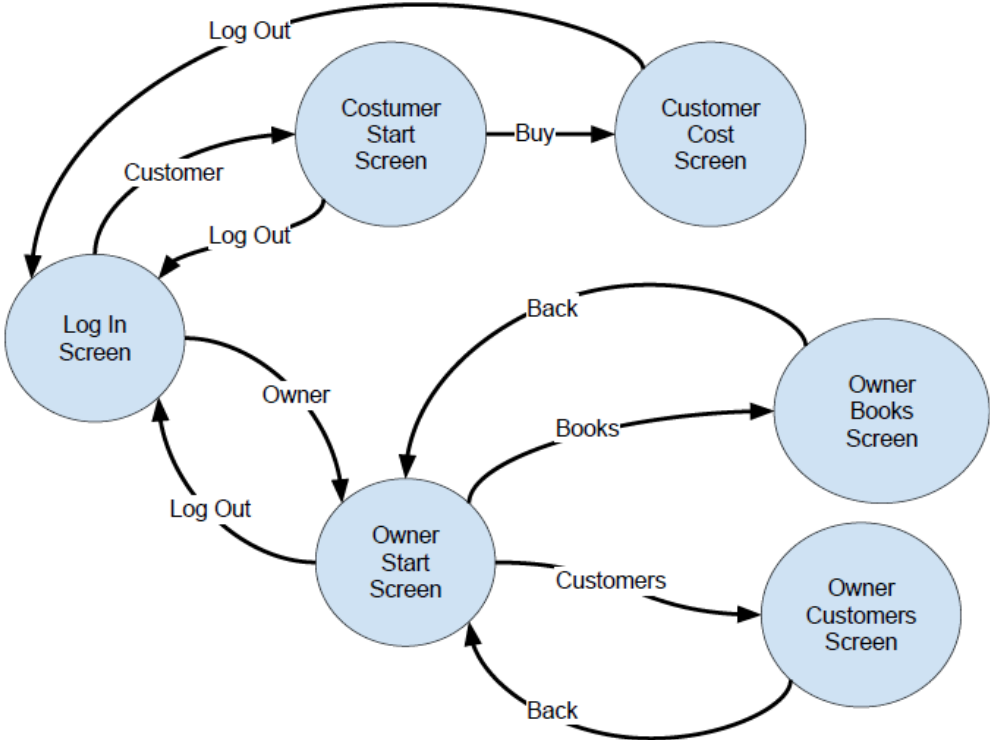 Log Out
Costumer
Start
Screen
Buy
Customer
Cost
Screen
Customer
Log Out
Log In
Screen
Back
Owner
Books
Owner
Books
Screen
Log Out
Owner
Start
Screen
Customers
Owner
Customers
Screen
Back